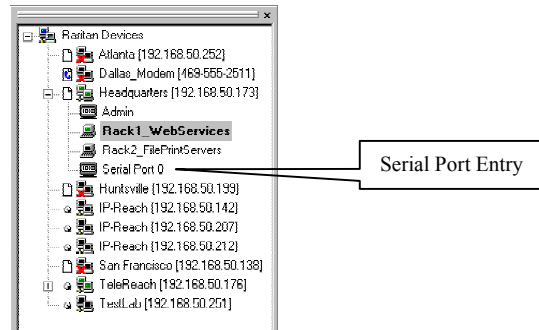 Raritan Devices
Atlanta [192.168.50.252]
Dallas_Modem [469-555-2511]
Headquarters [192.168.50.173]
Admin
Rack1_WebServices
Rack2_FilePrintServers
Serial Port 0
Serial Port Entry
Huntsville [192.168.50.199]
IP-Reach [192.168.50.142]
IP-Reach [192.168.50.207]
IP-Reach [192.168.50.212]
San Francisco [192.168.50.138]
TeleReach [192.168.50.176]
TestLab [192.168.50.251]